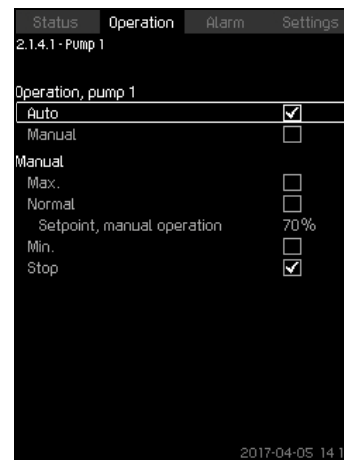 Status Operation Alarm Settings
2.1.4.1 - Pump 1
Operation, pump 1
Auto
Manual
Manual
Max.
Normal
Setpoint, manual operation 70%
Min.
Stop
2017-04-05 14 1